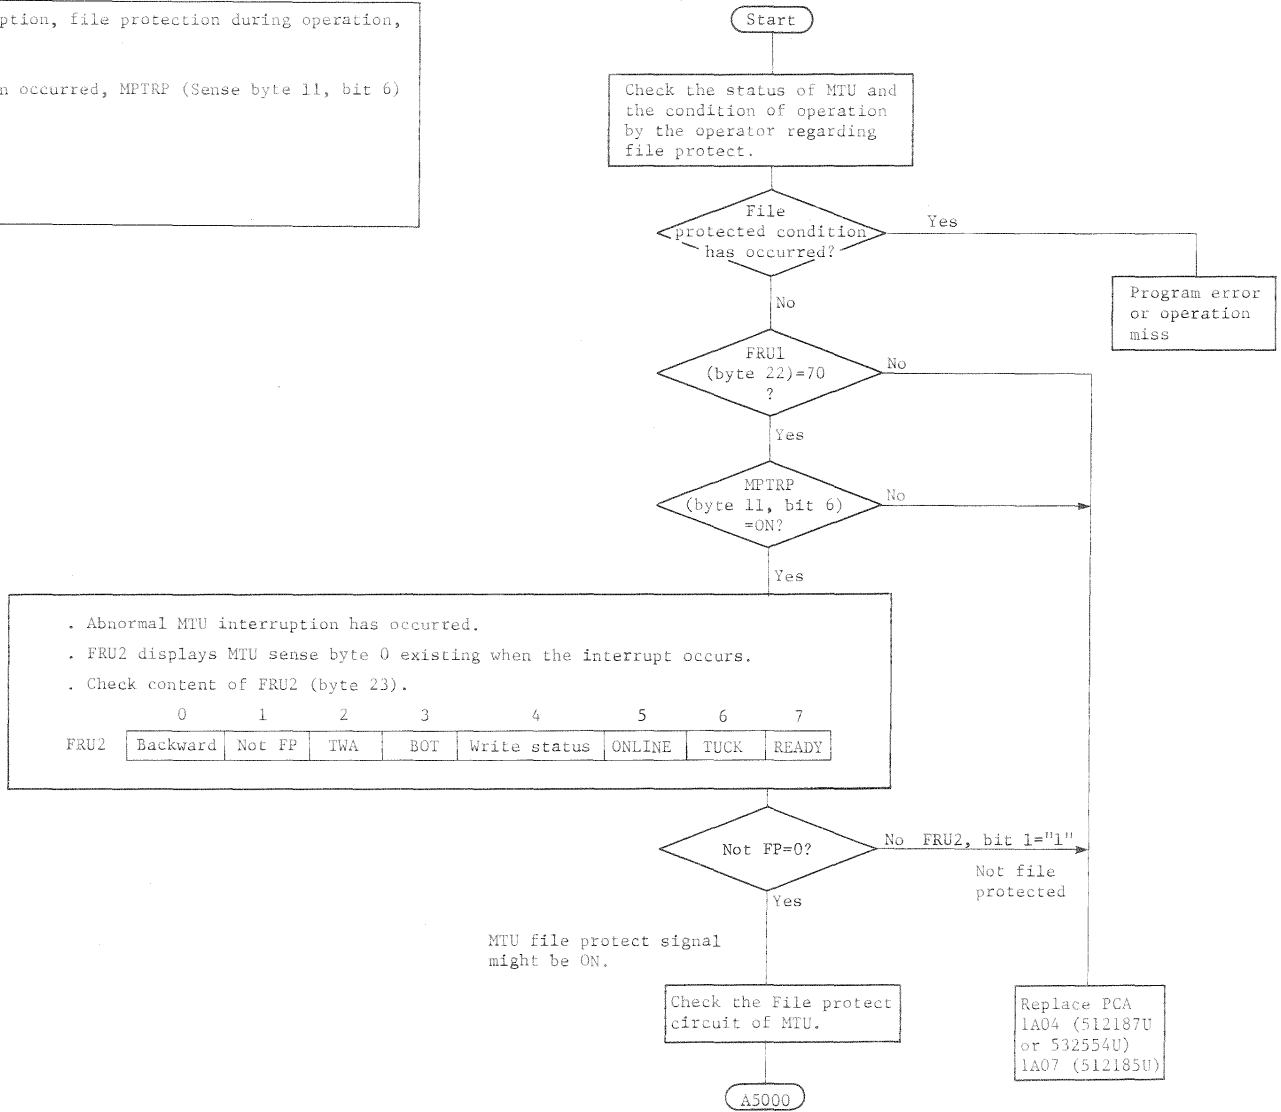 ption, file protection during operation,
n occurred, MPTRP (Sense byte 11, bit 6)
Start
Check the status of MTU and
the condition of operation
by the operator regarding
file protect.
File
protected condition
has occurred?
Yes
Program error
or operation
miss
No
FRU1
(byte 22)=70
?
No
Yes
MPTRP
(byte 11, bit 6)
=ON?
No
Yes
. Abnormal MTU interruption has occurred.
. FRU2 displays MTU sense byte 0 existing when the interrupt occurs.
. Check content of FRU2 (byte 23).
0 1 2 3 4 5 6 7
FRU2 Backward Not FP TWA BOT Write status ONLINE TUCK READY
Not FP=0?
No FRU2, bit 1="1"
Not file
protected
Yes
MTU file protect signal
might be ON.
Check the File protect
circuit of MTU.
Replace PCA
1A04 (512187U
or 532554U)
1A07 (512185U)
A5000